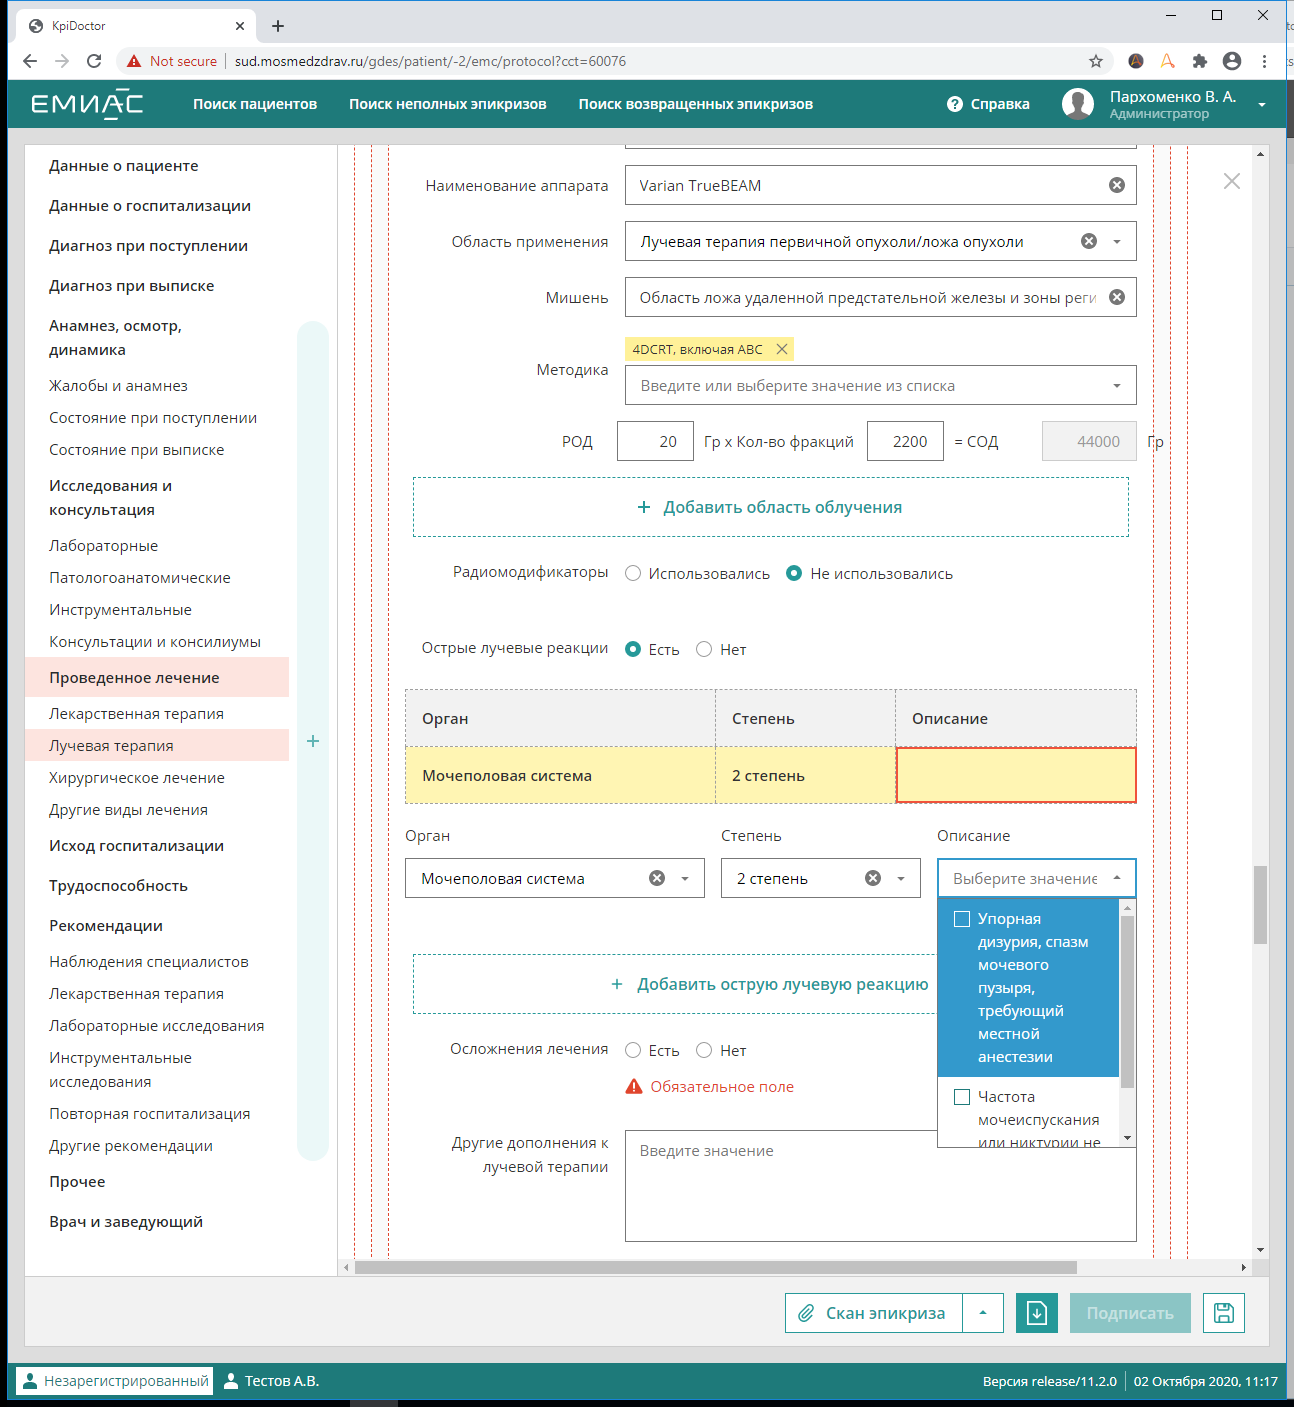 KpiDoctor
Not secure
sud.mosmedzdrav.ru/gdes/patient/-2/emc/protocol?cct=60076
ЕМИАС
Поиск пациентов
Поиск неполных эпикризов
Поиск возвращенных эпикризов
Справка
Пархоменко В. А.
Администратор
Данные о пациенте
Данные о госпитализации
Диагноз при поступлении
Диагноз при выписке
Анамнез, осмотр,
динамика
Жалобы и анамнез
Состояние при поступлении
Состояние при выписке
Исследования и
консультация
Лабораторные
Патологоанатомические
Инструментальные
Консультации и консилиумы
Проведенное лечение
Лекарственная терапия
Лучевая терапия
Хирургическое лечение
Другие виды лечения
Исход госпитализации
Трудоспособность
Рекомендации
Наблюдения специалистов
Лекарственная терапия
Лабораторные исследования
Инструментальные
исследования
Повторная госпитализация
Другие рекомендации
Прочее
Врач и заведующий
Наименование аппарата
Varian TrueBEAM
Область применения
Лучевая терапия первичной опухоли/ложа опухоли
Мишень
Область ложа удаленной предстательной железы и зоны реги
Методика
4DCRT, включая ABC
Введите или выберите значение из списка
РОД 20 Гр х Кол-во фракций 2200 = СОД 44000 Гр
+ Добавить область облучения
Радиомодификаторы
Использовались
Не использовались
Острые лучевые реакции
Есть
Нет
Орган Степень Описание
Мочеполовая система 2 степень
Орган Степень Описание
Мочеполовая система 2 степень Выберите значение
Упорная
дизурия, спазм
мочевого
пузыря,
требующий
местной
анестезии
Частота
мочеиспускания
или никтурии не
+ Добавить острую лучевую реакцию
Осложнения лечения
Есть
Нет
Обязательное поле
Другие дополнения к
лучевой терапии
Введите значение
Скан эпикриза
Подписать
Незарегистрированный
Тестов А.В.
Версия release/11.2.0
02 Октября 2020, 11:17